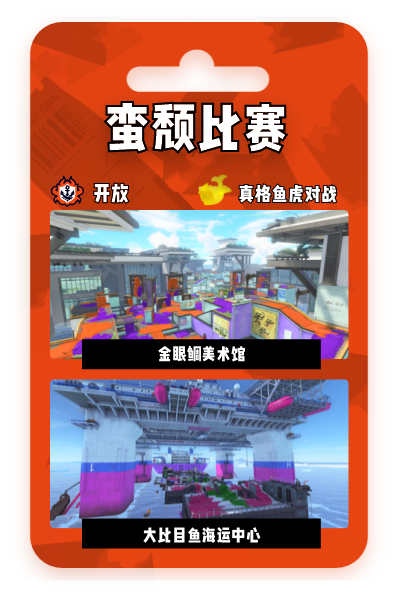 蛮颓比赛
开放
真格鱼虎对战
金眼鲷美术馆
大比目鱼海运中心